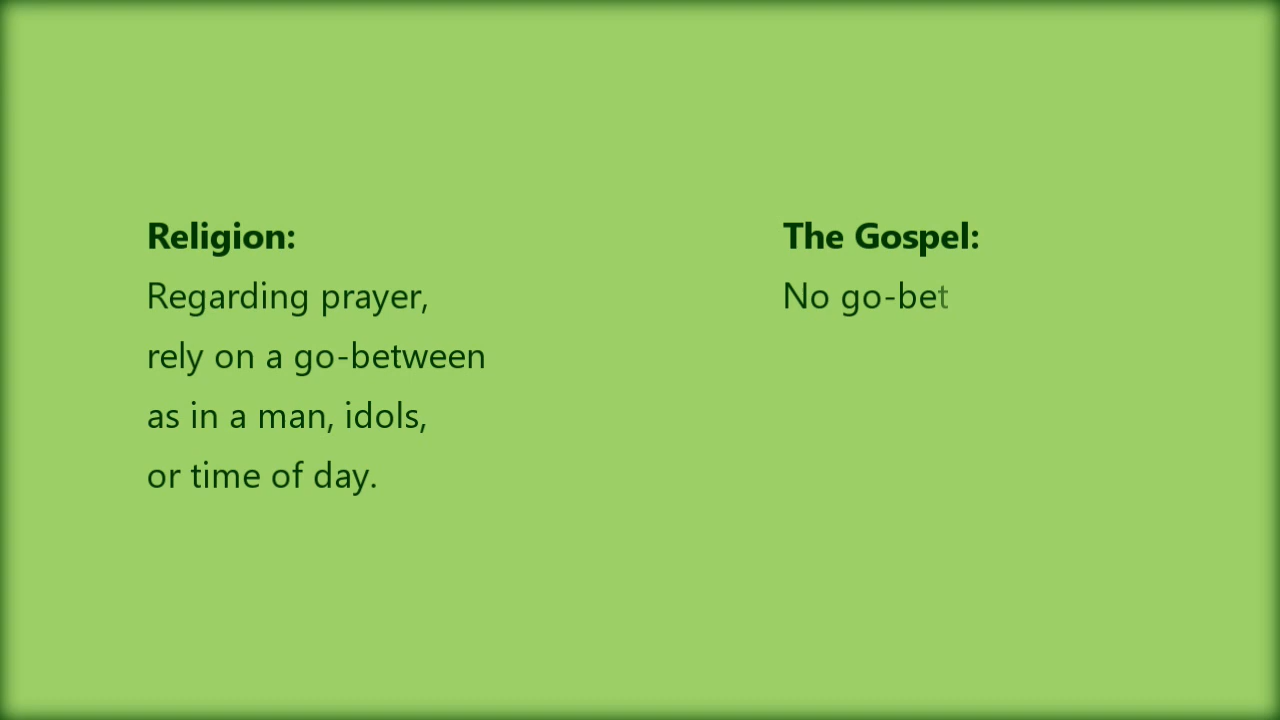 Religion:
Regarding prayer,
rely on a go-between
as in a man, idols,
or time of day.
The Gospel:
No go-bet